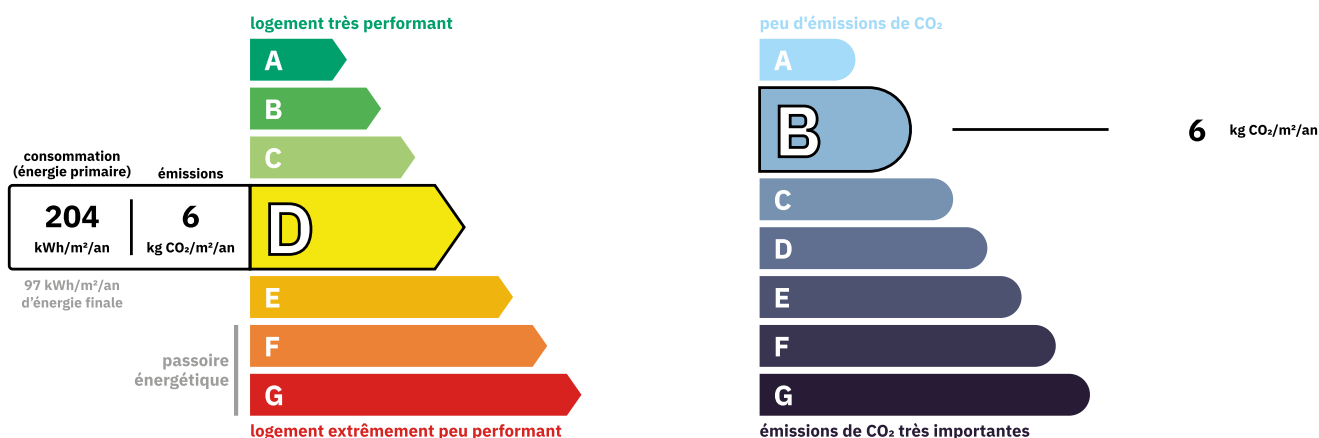 logement très performant
A
B
C
consommation
(énergie primaire)
émissions
204
kWh/m²/an
6
kg CO₂/m²/an
D
97 kWh/m²/an
d'énergie finale
E
passoire
énergétique
F
G
logement extrêmement peu performant
peu d'émissions de CO₂
A
B
6 kg CO₂/m²/an
C
D
E
F
G
émissions de CO₂ très importantes